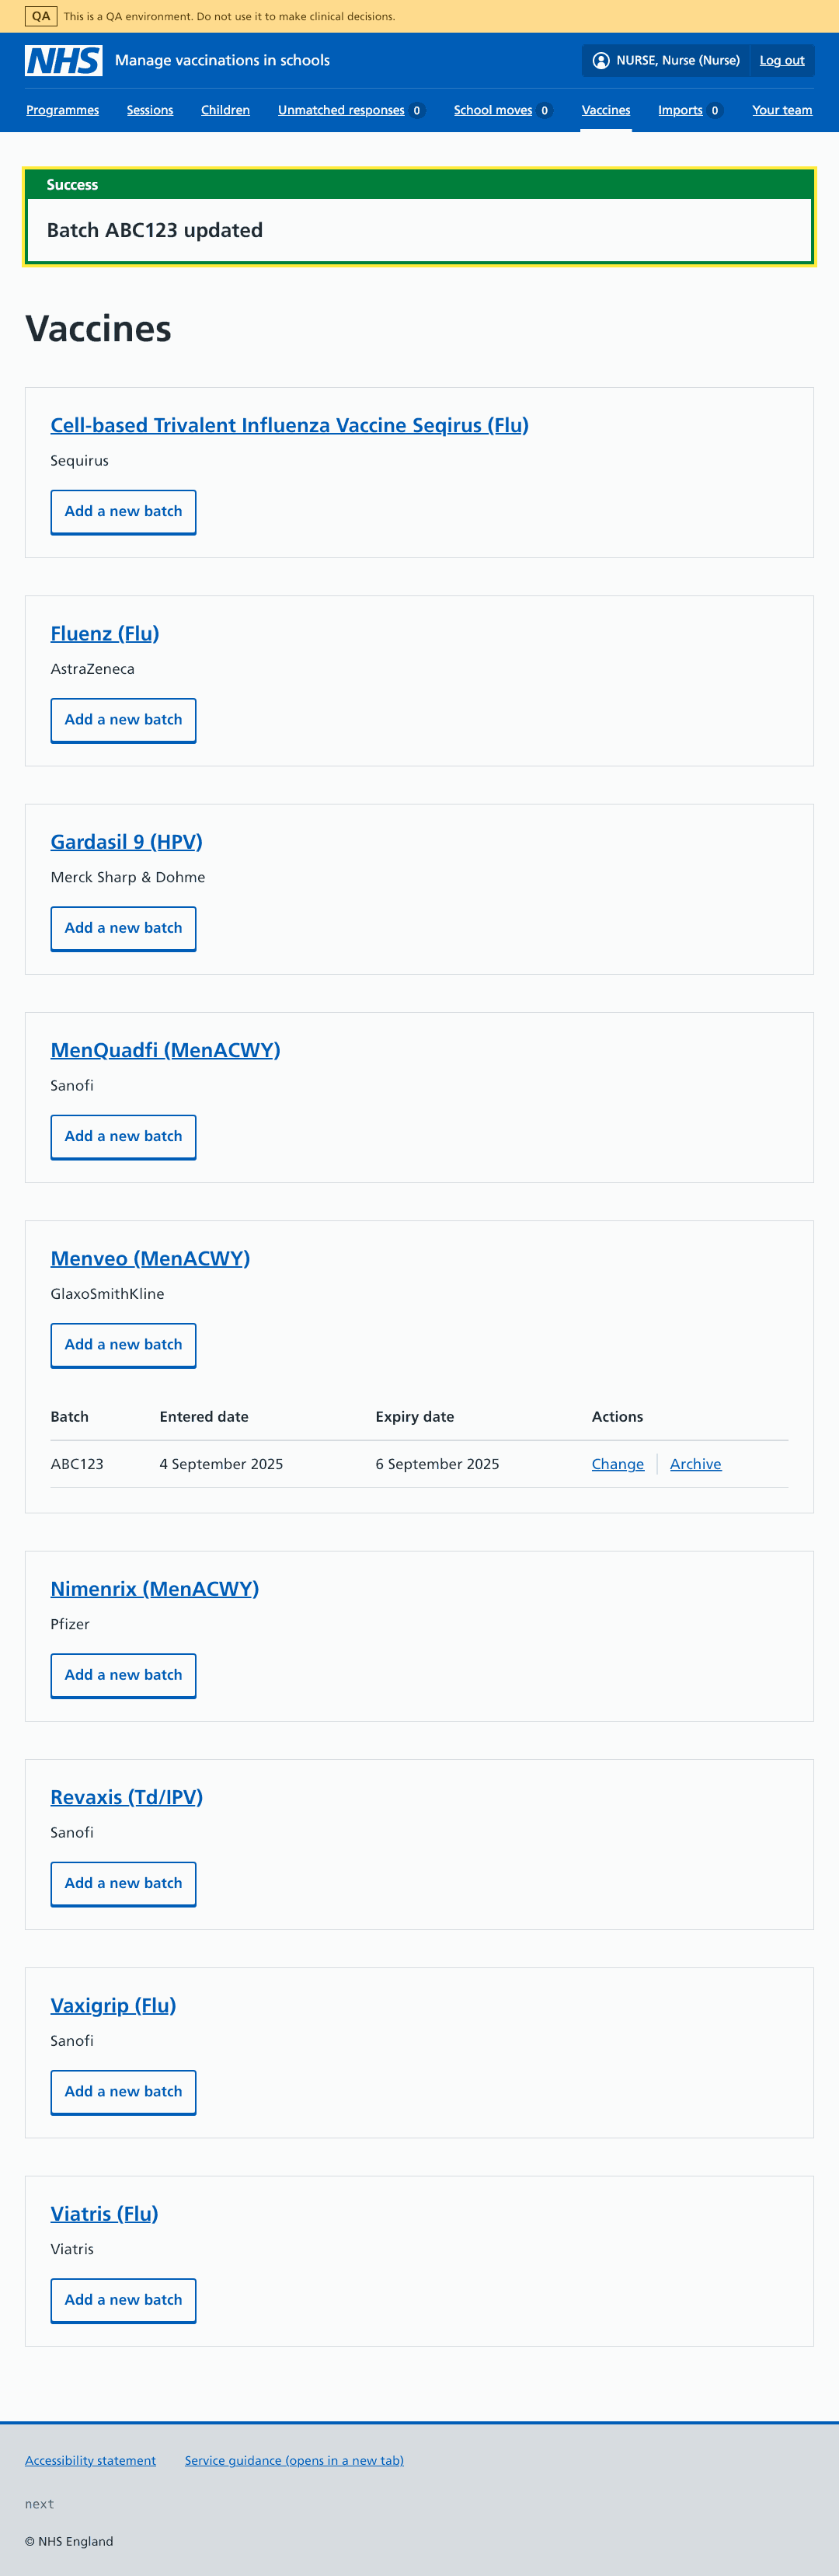 QA This is a QA environment. Do not use it to make clinical decisions.
NHS Manage vaccinations in schools NURSE, Nurse (Nurse) Log out
Programmes Sessions Children Unmatched responses 0 School moves 0 Vaccines Imports 0 Your team
Success
Batch ABC123 updated
Vaccines
Cell-based Trivalent Influenza Vaccine Seqirus (Flu)
Sequirus
Add a new batch
Fluenz (Flu)
AstraZeneca
Add a new batch
Gardasil 9 (HPV)
Merck Sharp & Dohme
Add a new batch
MenQuadfi (MenACWY)
Sanofi
Add a new batch
Menveo (MenACWY)
GlaxoSmithKline
Add a new batch
Batch Entered date Expiry date Actions
ABC123 4 September 2025 6 September 2025 Change Archive
Nimenrix (MenACWY)
Pfizer
Add a new batch
Revaxis (Td/IPV)
Sanofi
Add a new batch
Vaxigrip (Flu)
Sanofi
Add a new batch
Viatris (Flu)
Viatris
Add a new batch
Accessibility statement Service guidance (opens in a new tab)
next
© NHS England